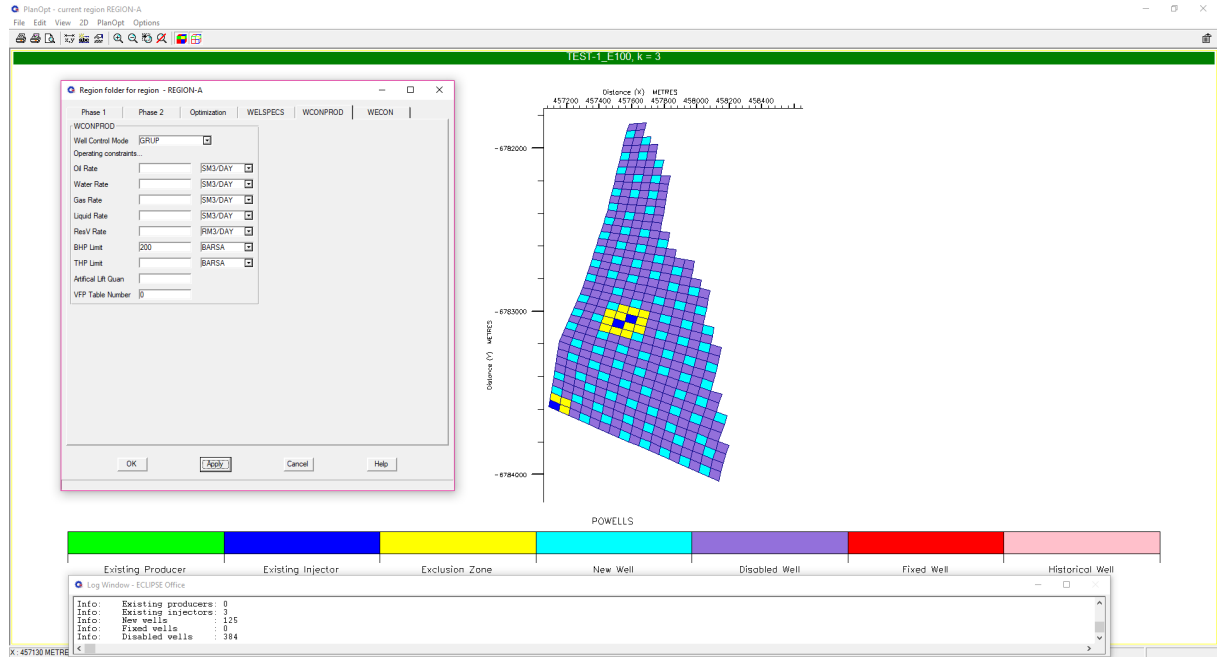 PlanOpt - current region REGION-A
File Edit View 2D PlanOpt Options
TEST-1_E100, k = 3
Region folder for region - REGION-A
Phase 1 Phase 2 Optimization WELSPECS WCONPROD WECON
WCONPROD
Well Control Mode GRUP
Operating constraints...
Oil Rate SM3/DAY
Water Rate SM3/DAY
Gas Rate SM3/DAY
Liquid Rate SM3/DAY
ResV Rate RM3/DAY
BHP Limit 200 BARSA
THP Limit BARSA
Artifical Lift Quan
VFP Table Number 0
OK Apply Cancel Help
Distance (X) METRES
457200 457400 457600 457800 458000 458200 458400
-6782000
-6783000
-6784000
Distance (Y) METRES
POWELLS
Existing Producer Existing Injector Exclusion Zone New Well Disabled Well Fixed Well Historical Well
Log Window - ECLIPSE Office
Info: Existing producers: 0
Info: Existing injectors: 3
Info: New wells : 125
Info: Fixed wells : 0
Info: Disabled wells : 384
X : 457130 METRE